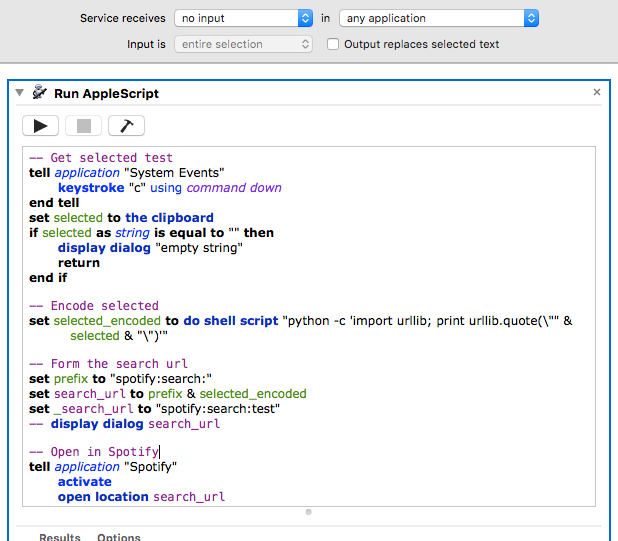 Service receives no input in any application
Input is entire selection Output replaces selected text
Run AppleScript
-- Get selected test
tell application "System Events"
keystroke "c" using command down
end tell
set selected to the clipboard
if selected as string is equal to "" then
display dialog "empty string"
return
end if
-- Encode selected
set selected_encoded to do shell script "python -c 'import urllib; print urllib.quote(\"" &
selected & "\")'"
-- Form the search url
set prefix to "spotify:search:"
set search_url to prefix & selected_encoded
set _search_url to "spotify:search:test"
-- display dialog search_url
-- Open in Spotify
tell application "Spotify"
activate
open location search_url
Results Options